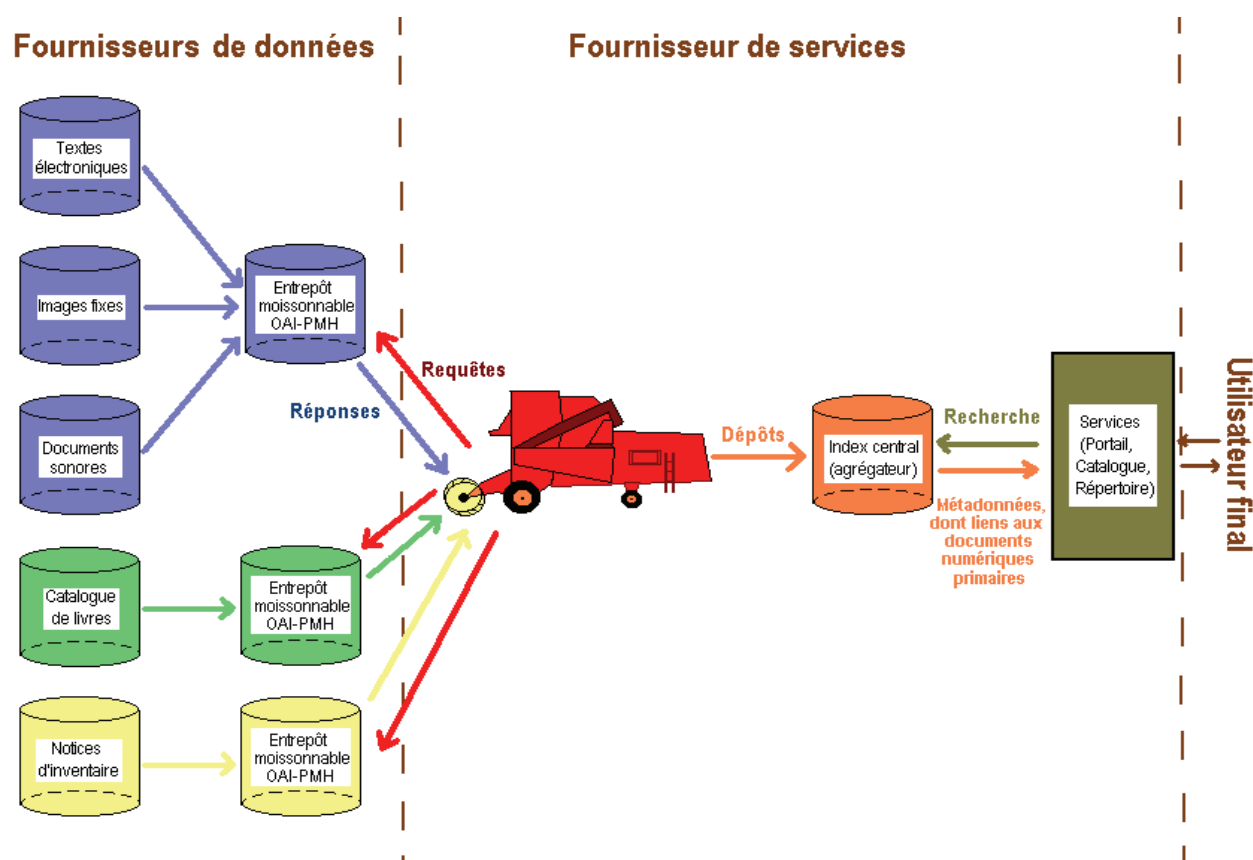 Fournisseurs de données
Fournisseur de services
Textes
électroniques
Images fixes
Documents
sonores
Entrepôt
moissonnable
OAI-PMH
Requêtes
Réponses
Catalogue
de livres
Entrepôt
moissonnable
OAI-PMH
Notices
d'inventaire
Entrepôt
moissonnable
OAI-PMH
Dépôts
Index central
(agrégateur)
Recherche
Métadonnées,
dont liens aux
documents
numériques
primaires
Services
(Portail,
Catalogue,
Répertoire)
Utilisateur final